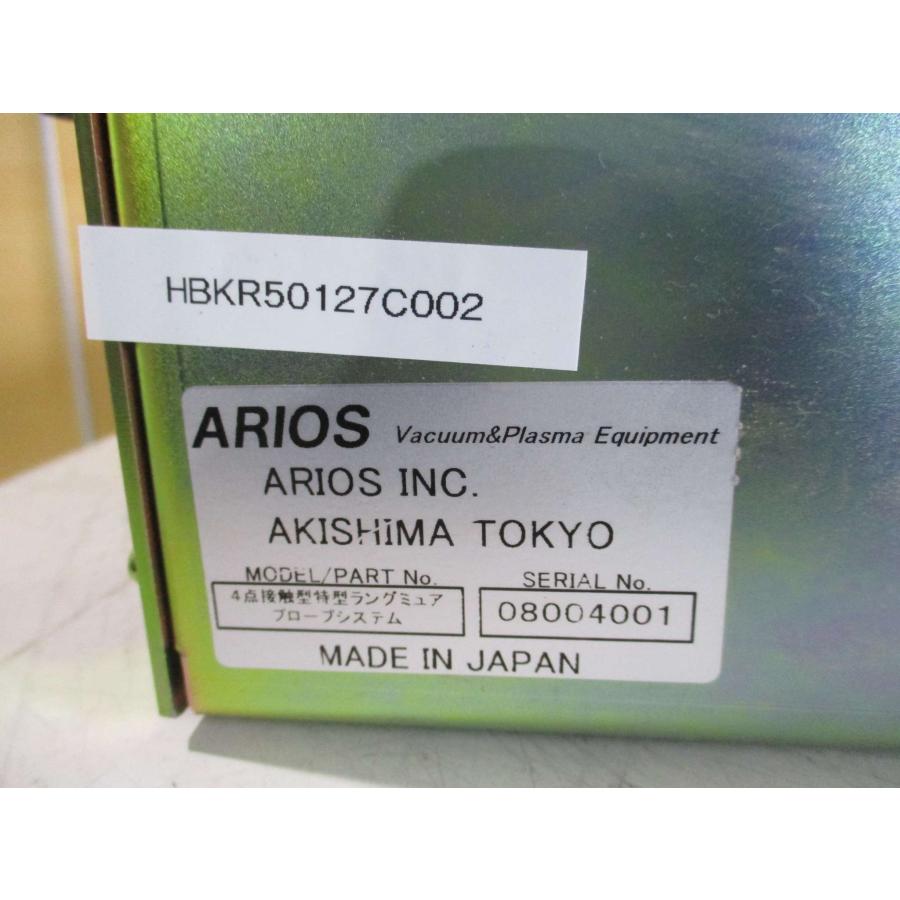 HBKR50127C002
ARIOS Vacuum&Plasma Equipment
ARIOS INC.
AKISHIMA TOKYO
MODEL/PART No. SERIAL No.
4点接触型特型ラングミュア
プローブシステム
08004001
MADE IN JAPAN